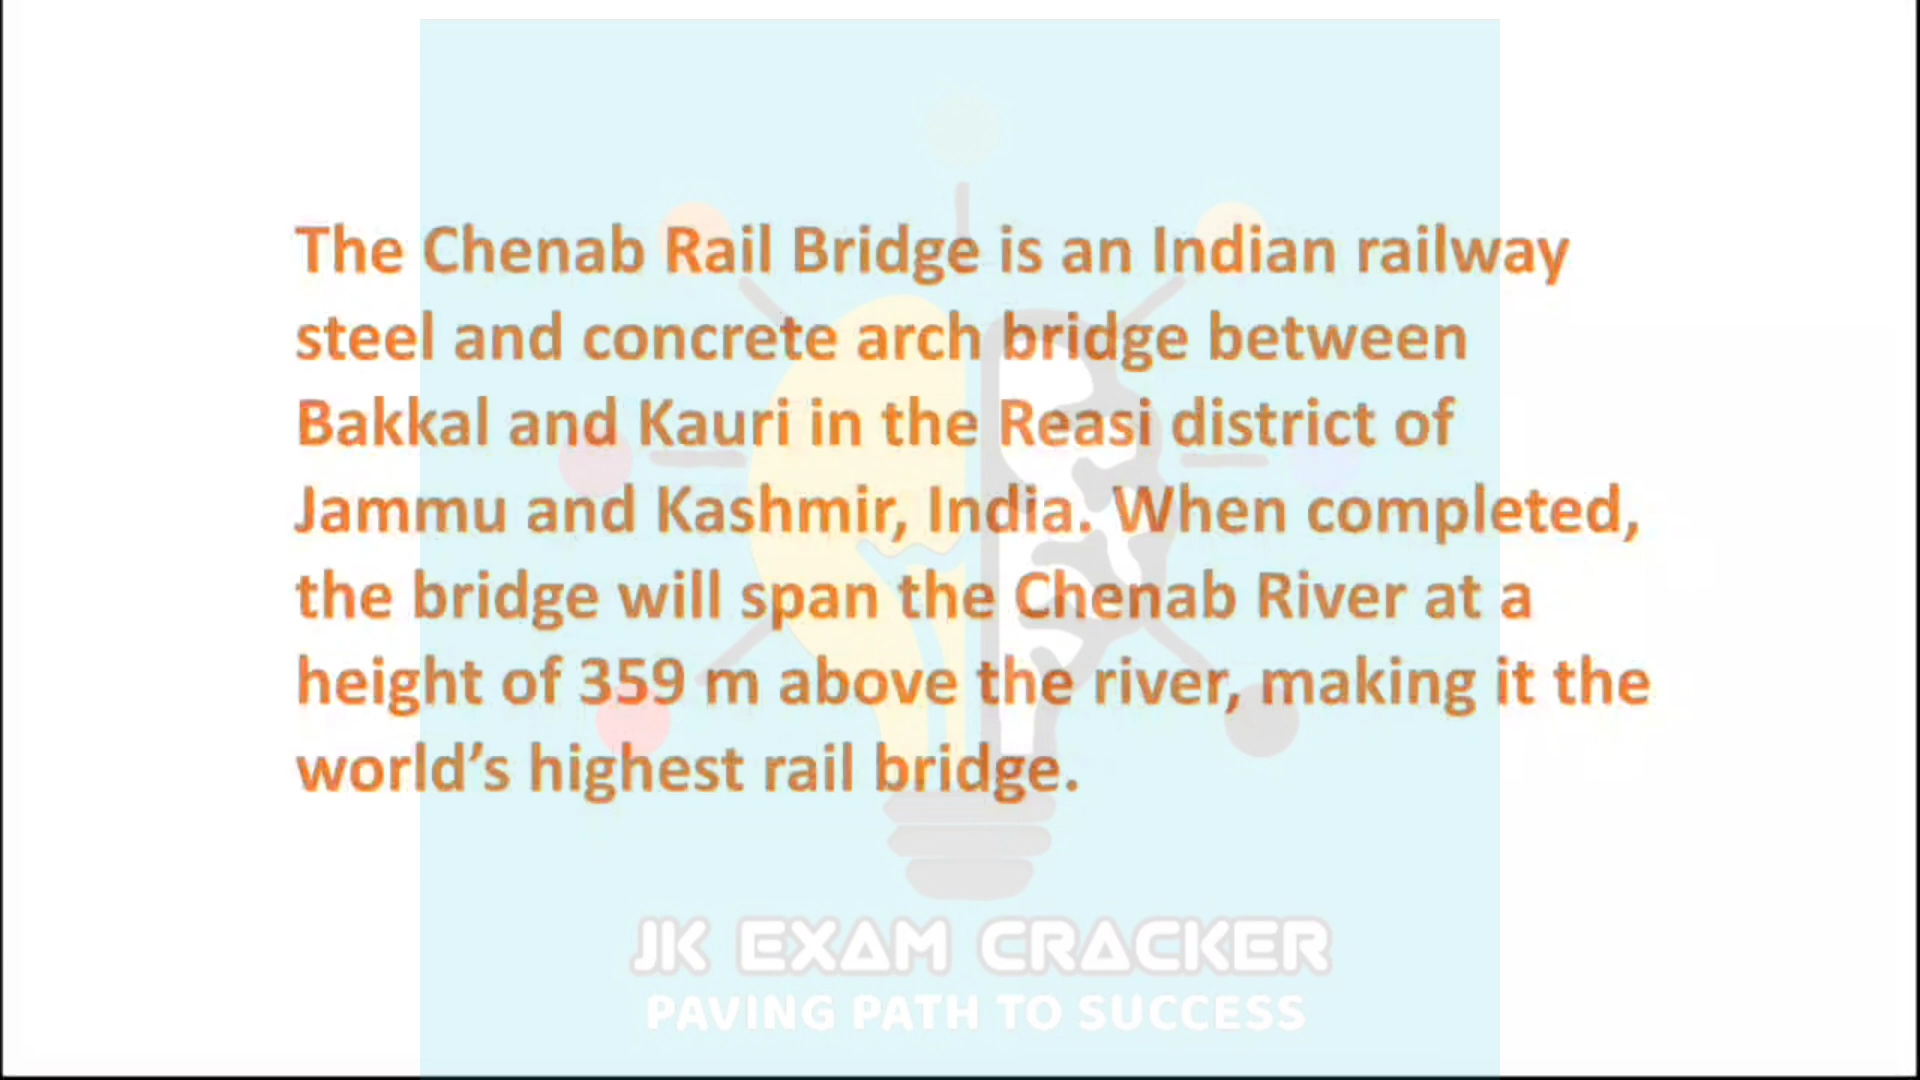 The Chenab Rail Bridge is an Indian railway
steel and concrete arch bridge between
Bakkal and Kauri in the Reasi district of
Jammu and Kashmir, India. When completed,
the bridge will span the Chenab River at a
height of 359 m above the river, making it the
world’s highest rail bridge.
JK EXAM CRACKER
PAVING PATH TO SUCCESS